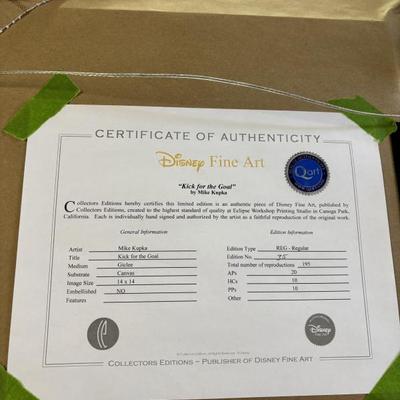 CERTIFICATE OF AUTHENTICITY
Disney Fine Art
"Kick for the Goal"
by Mike Kupka
Qart
Collectors Editions hereby certifies this limited edition is an authentic piece of Disney Fine Art, published by
Collectors Editions, created to the highest standard of quality at Eclipse Workshop Printing Studio in Canoga Park,
California. Each is individually hand signed and authorized by the artist as a faithful reproduction of the original work.
General Information
Artist Mike Kupka
Title Kick for the Goal
Medium Giclee
Substrate Canvas
Image Size 14 x 14
Embellished NO
Features
Edition Information
Edition Type REG - Regular
Edition No. 75
Total number of reproductions 195
APs 20
HCs 10
PPs 10
Other
Disney
FINE ART
COLLECTORS EDITIONS – PUBLISHER OF DISNEY FINE ART